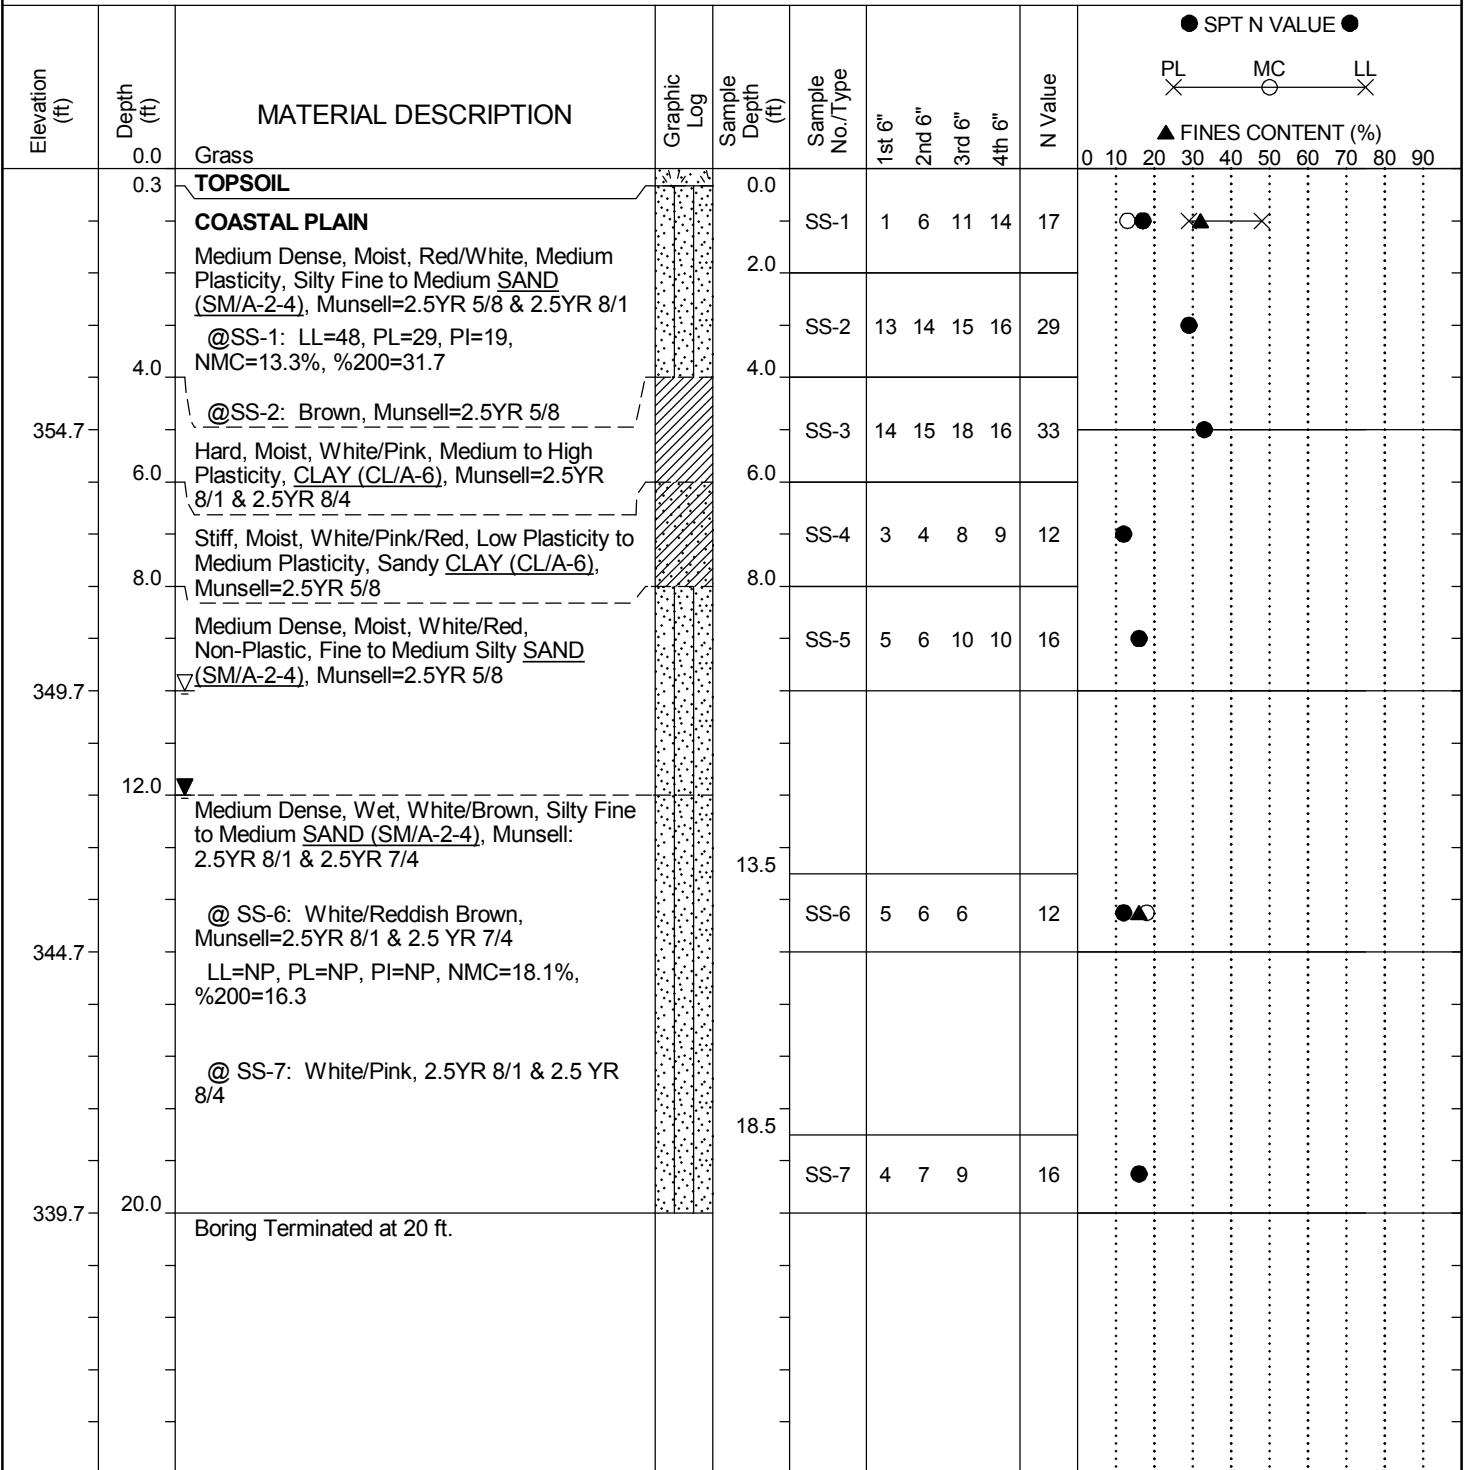 ● SPT N VALUE ●
PL MC LL
▲ FINES CONTENT (%)
0 10 20 30 40 50 60 70 80 90
Elevation (ft)
Depth (ft)
MATERIAL DESCRIPTION
Graphic Log
Sample Depth (ft)
Sample No./Type
1st 6"
2nd 6"
3rd 6"
4th 6"
N Value
0.0 Grass
0.3 TOPSOIL 0.0
COASTAL PLAIN SS-1 1 6 11 14 17
Medium Dense, Moist, Red/White, Medium
Plasticity, Silty Fine to Medium SAND 2.0
(SM/A-2-4), Munsell=2.5YR 5/8 & 2.5YR 8/1
@SS-1: LL=48, PL=29, PI=19, SS-2 13 14 15 16 29
NMC=13.3%, %200=31.7
4.0 4.0
@SS-2: Brown, Munsell=2.5YR 5/8
354.7 SS-3 14 15 18 16 33
Hard, Moist, White/Pink, Medium to High
6.0 Plasticity, CLAY (CL/A-6), Munsell=2.5YR 6.0
8/1 & 2.5YR 8/4
Stiff, Moist, White/Pink/Red, Low Plasticity to SS-4 3 4 8 9 12
Medium Plasticity, Sandy CLAY (CL/A-6),
8.0 Munsell=2.5YR 5/8 8.0
Medium Dense, Moist, White/Red,
Non-Plastic, Fine to Medium Silty SAND SS-5 5 6 10 10 16
(SM/A-2-4), Munsell=2.5YR 5/8
349.7
12.0
Medium Dense, Wet, White/Brown, Silty Fine
to Medium SAND (SM/A-2-4), Munsell:
2.5YR 8/1 & 2.5YR 7/4 13.5
@ SS-6: White/Reddish Brown, SS-6 5 6 6 12
Munsell=2.5YR 8/1 & 2.5 YR 7/4
344.7
LL=NP, PL=NP, PI=NP, NMC=18.1%,
%200=16.3
@ SS-7: White/Pink, 2.5YR 8/1 & 2.5 YR
8/4
18.5
SS-7 4 7 9 16
339.7 20.0
Boring Terminated at 20 ft.